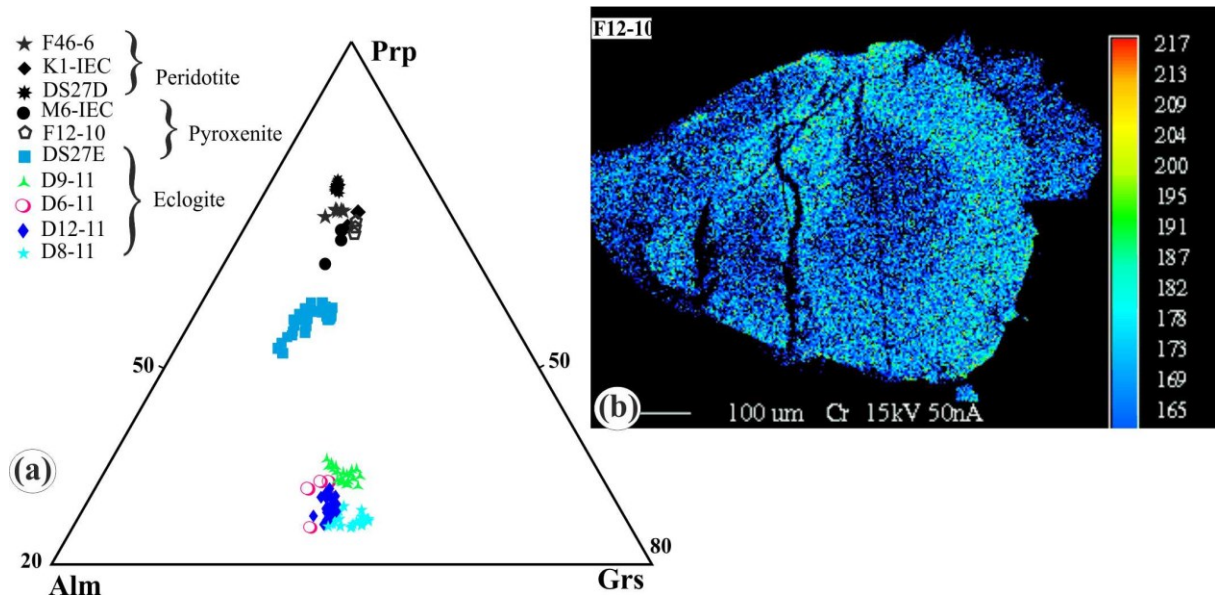 F46-6
K1-IEC
DS27D
Peridotite
M6-IEC
F12-10
Pyroxenite
DS27E
D9-11
D6-11
D12-11
D8-11
Eclogite
Prp
50
50
(a)
20
80
Alm
Grs
F12-10
217
213
209
204
200
195
191
187
182
178
173
169
165
(b)
100 um Cr 15kV 50nA